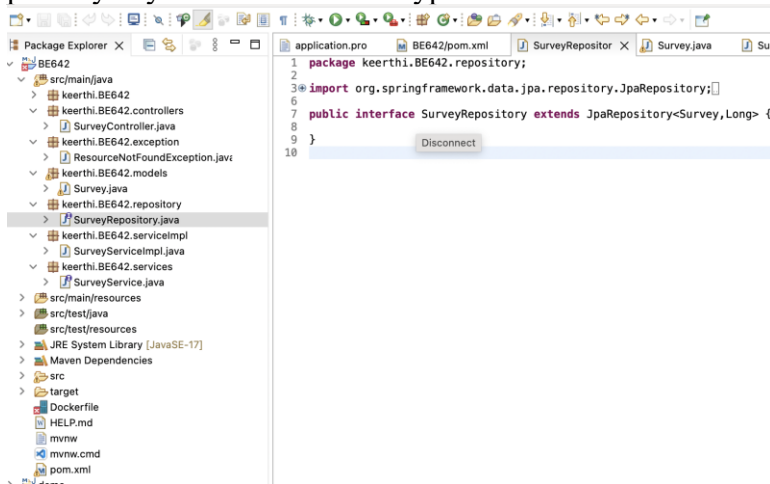 Package Explorer
BE642
src/main/java
keerthi.BE642
keerthi.BE642.controllers
SurveyController.java
keerthi.BE642.exception
ResourceNotFoundException.java
keerthi.BE642.models
Survey.java
keerthi.BE642.repository
SurveyRepository.java
keerthi.BE642.serviceImpl
SurveyServiceImpl.java
keerthi.BE642.services
SurveyService.java
src/main/resources
src/test/java
src/test/resources
JRE System Library [JavaSE-17]
Maven Dependencies
src
target
Dockerfile
HELP.md
mvnw
mvnw.cmd
pom.xml
application.pro BE642/pom.xml SurveyRepositor Survey.java Su
1 package keerthi.BE642.repository;
2
3 import org.springframework.data.jpa.repository.JpaRepository;
7 public interface SurveyRepository extends JpaRepository<Survey,Long> {
8
9 }
10
Disconnect